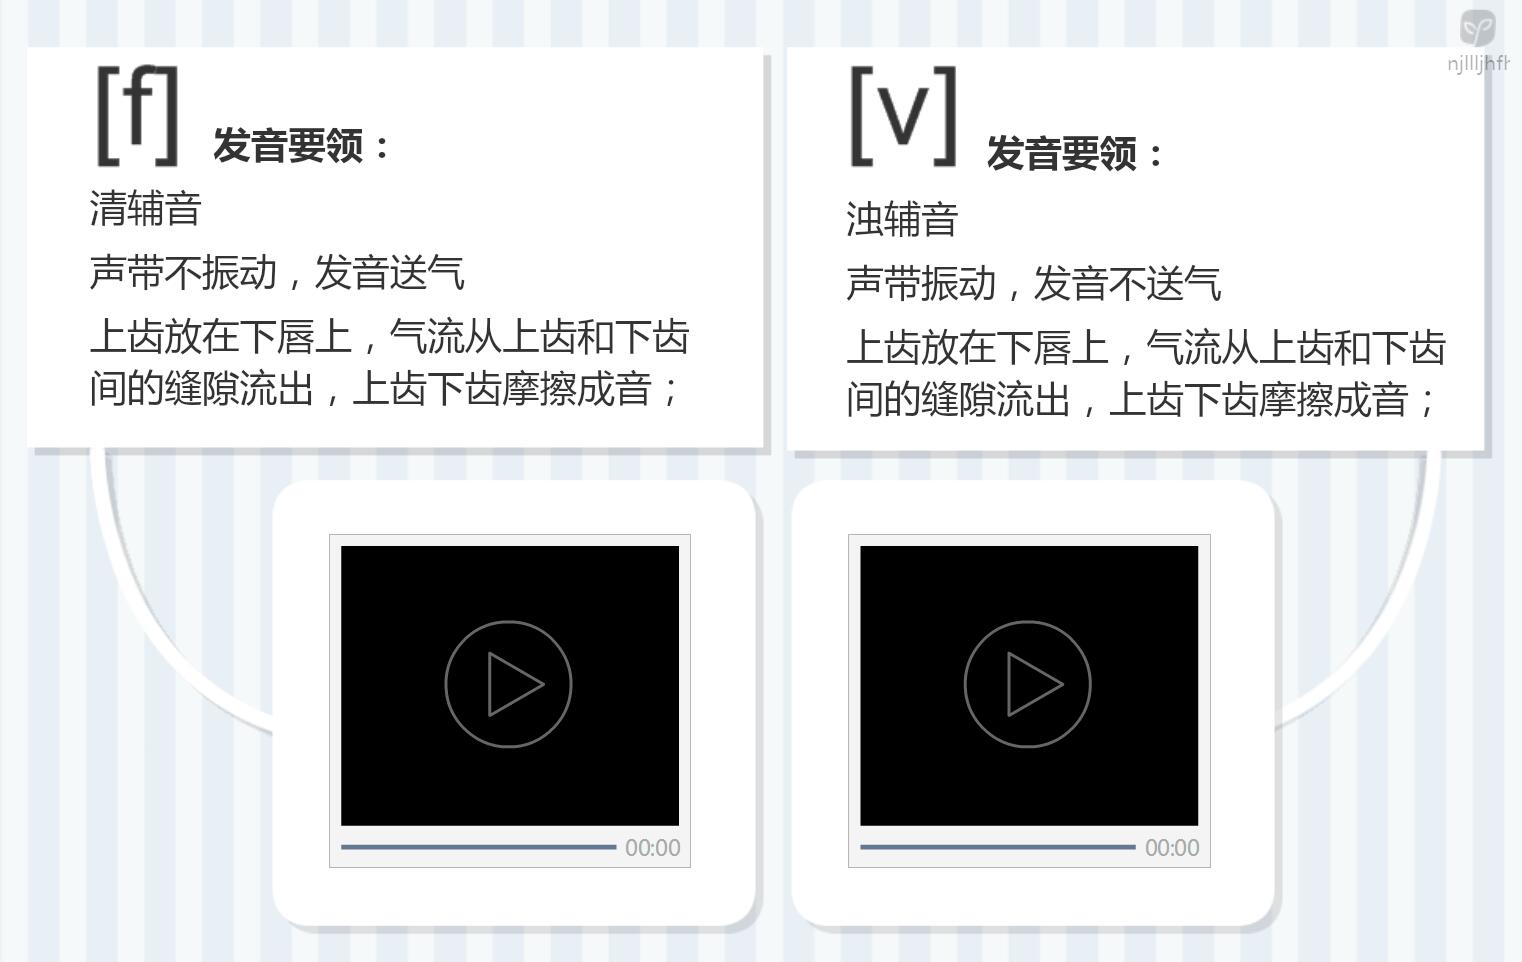 [f] 发音要领：
清辅音
声带不振动，发音送气
上齿放在下唇上，气流从上齿和下齿
间的缝隙流出，上齿下齿摩擦成音；
[v] 发音要领：
浊辅音
声带振动，发音不送气
上齿放在下唇上，气流从上齿和下齿
间的缝隙流出，上齿下齿摩擦成音；
00:00
00:00